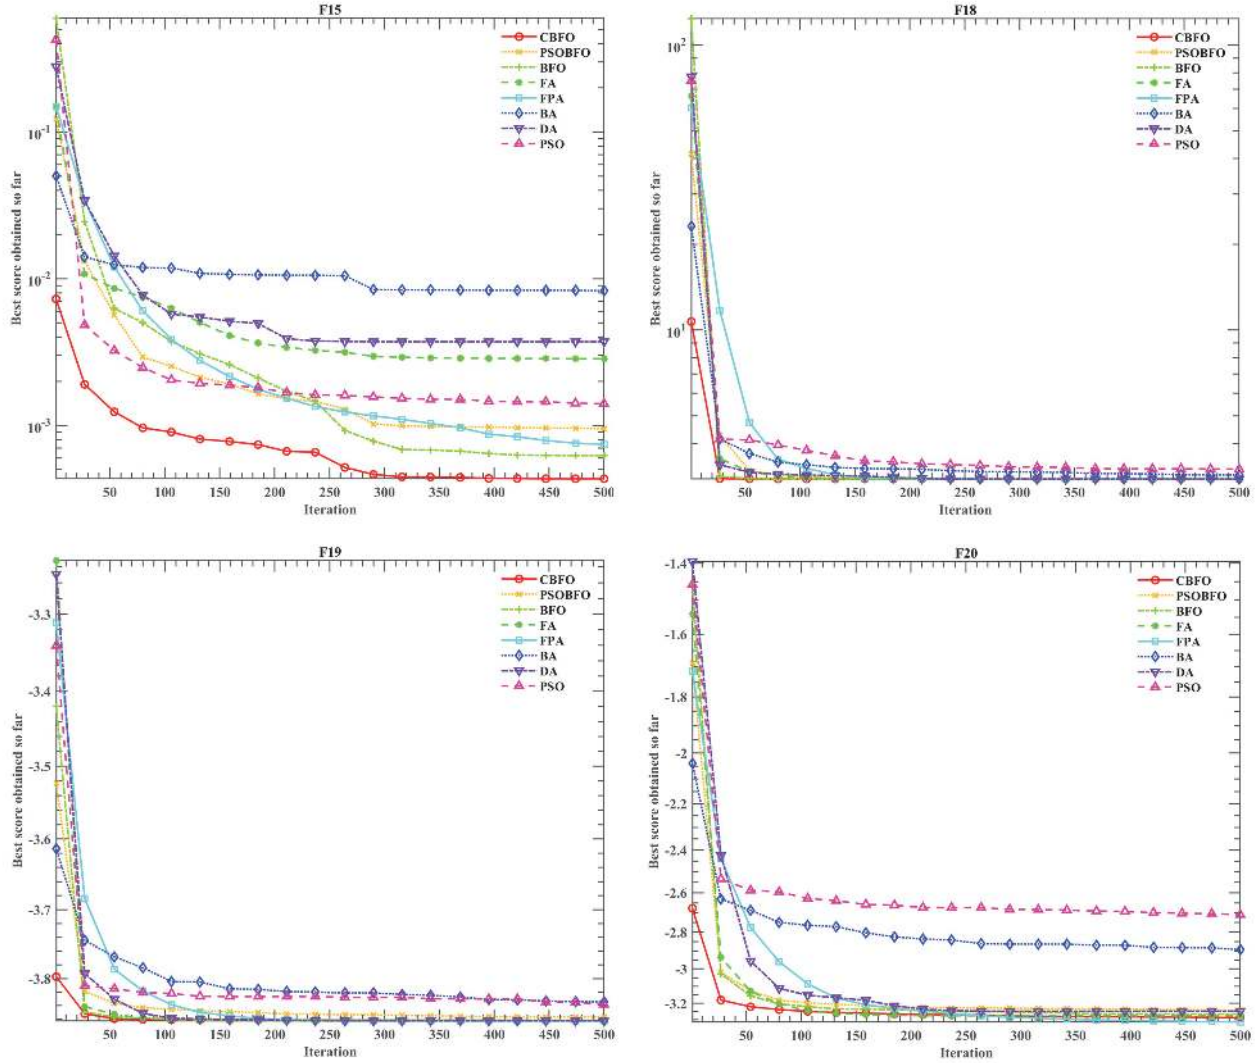 F15
Best score obtained so far
10^-1
10^-2
10^-3
CBFO
PSOBFO
BFO
FA
FPA
BA
DA
PSO
50 100 150 200 250 300 350 400 450 500
Iteration
F18
Best score obtained so far
10^2
10^1
CBFO
PSOBFO
BFO
FA
FPA
BA
DA
PSO
50 100 150 200 250 300 350 400 450 500
Iteration
F19
Best score obtained so far
-3.3
-3.4
-3.5
-3.6
-3.7
-3.8
CBFO
PSOBFO
BFO
FA
FPA
BA
DA
PSO
50 100 150 200 250 300 350 400 450 500
Iteration
F20
Best score obtained so far
-1.4
-1.6
-1.8
-2
-2.2
-2.4
-2.6
-2.8
-3
-3.2
CBFO
PSOBFO
BFO
FA
FPA
BA
DA
PSO
50 100 150 200 250 300 350 400 450 500
Iteration